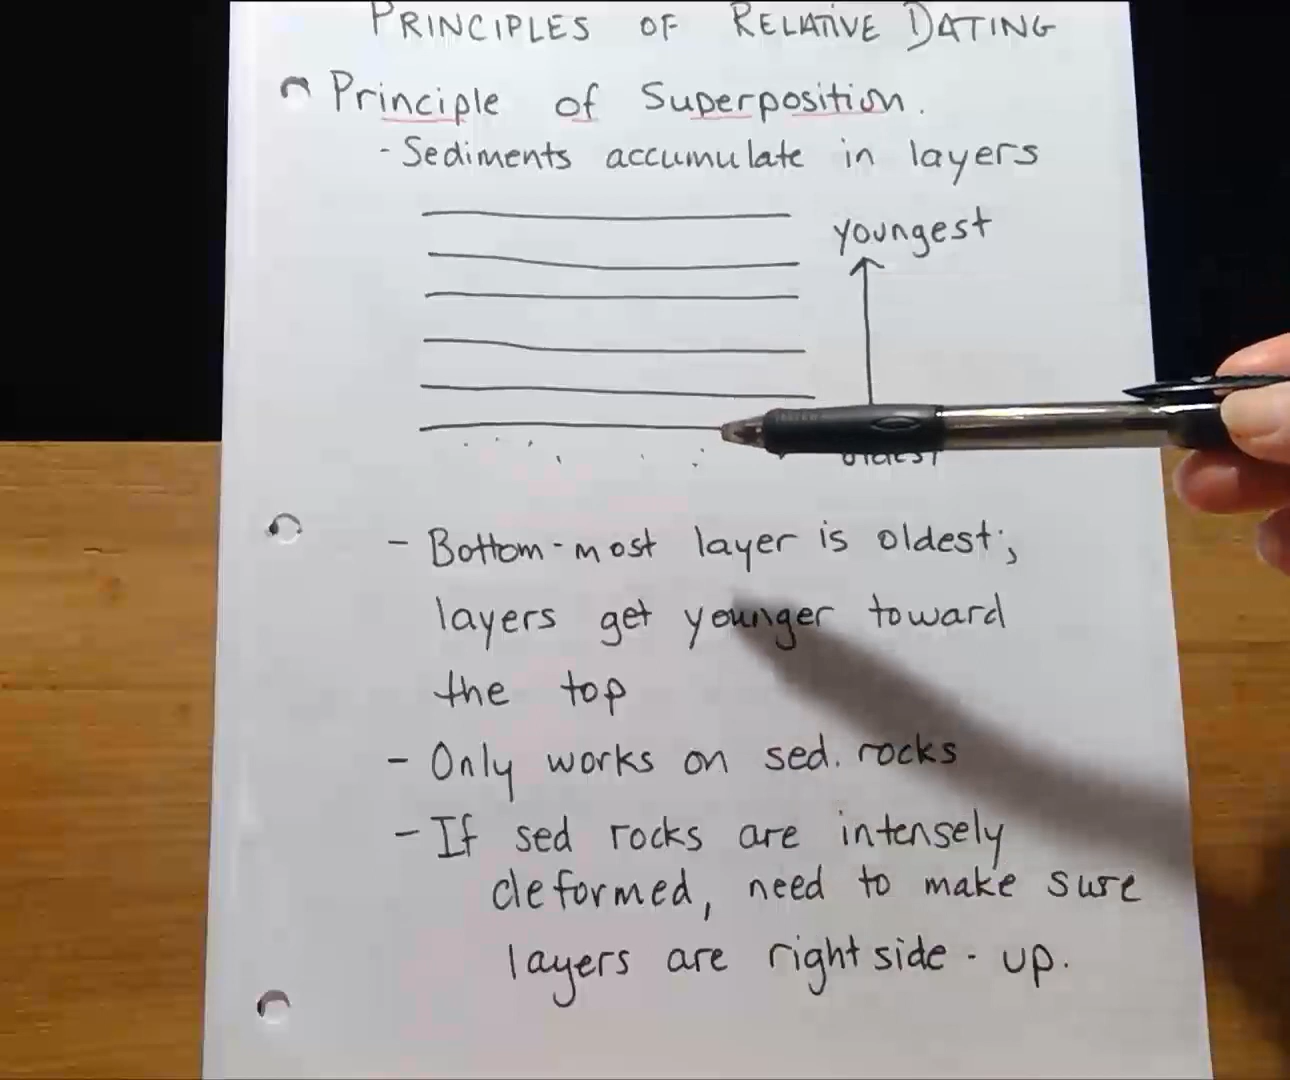 PRINCIPLES OF RELATIVE DATING
Principle of Superposition.
- Sediments accumulate in layers
youngest
oldest
- Bottom-most layer is oldest;
layers get younger toward
the top
- Only works on sed. rocks
- If sed rocks are intensely
deformed, need to make sure
layers are right side - up.